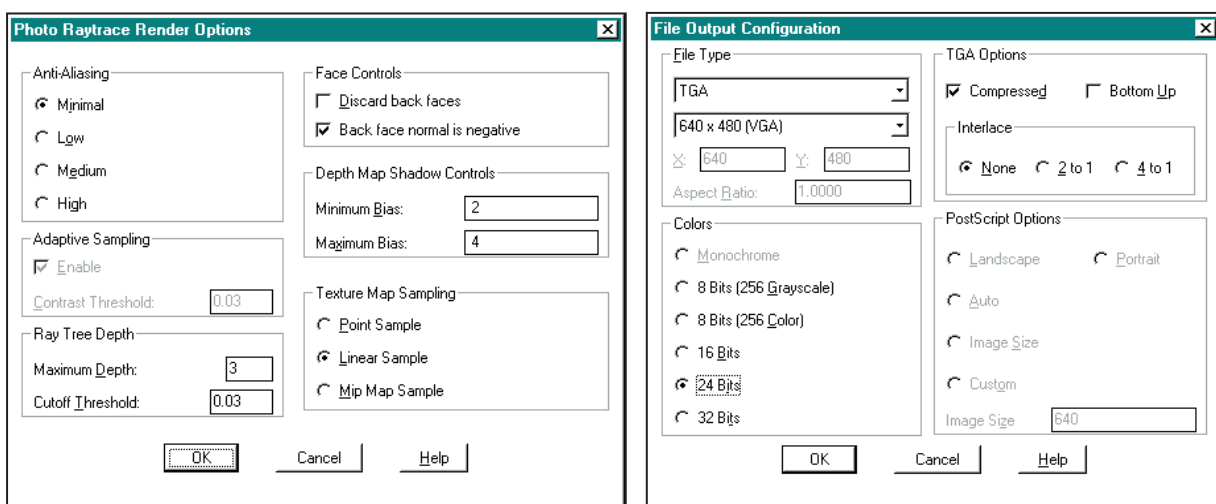 Photo Raytrace Render Options
Anti-Aliasing
Minimal
Low
Medium
High
Adaptive Sampling
Enable
Contrast Threshold: 0.03
Ray Tree Depth
Maximum Depth: 3
Cutoff Threshold: 0.03
Face Controls
Discard back faces
Back face normal is negative
Depth Map Shadow Controls
Minimum Bias: 2
Maximum Bias: 4
Texture Map Sampling
Point Sample
Linear Sample
Mip Map Sample
OK Cancel Help
File Output Configuration
File Type
TGA
640 x 480 (VGA)
X: 640 Y: 480
Aspect Ratio: 1.0000
Colors
Monochrome
8 Bits (256 Grayscale)
8 Bits (256 Color)
16 Bits
24 Bits
32 Bits
TGA Options
Compressed Bottom Up
Interlace
None 2 to 1 4 to 1
PostScript Options
Landscape Portrait
Auto
Image Size
Custom
Image Size 640
OK Cancel Help